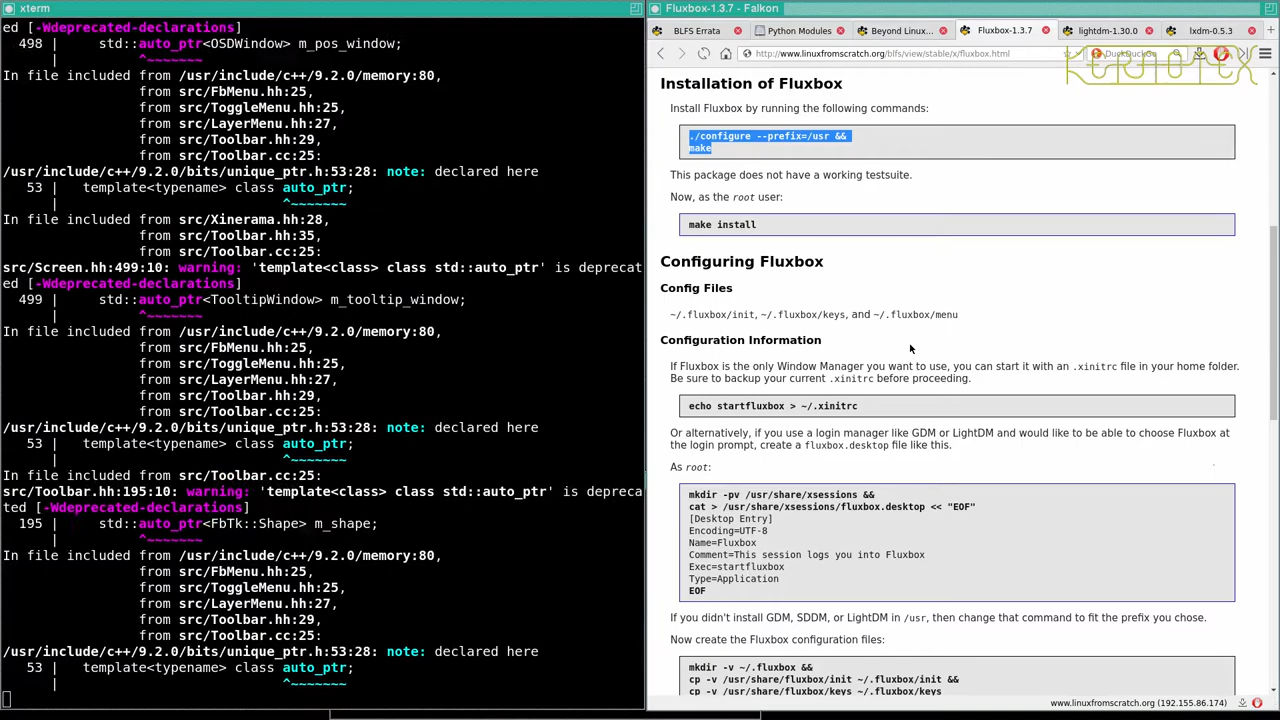 xterm
ed [-Wdeprecated-declarations]
498 |     std::auto_ptr<OSDWindow> m_pos_window;
|          ^~~~~~~~
In file included from /usr/include/c++/9.2.0/memory:80,
from src/FbMenu.hh:25,
from src/ToggleMenu.hh:25,
from src/LayerMenu.hh:27,
from src/Toolbar.hh:29,
from src/Toolbar.cc:25:
/usr/include/c++/9.2.0/bits/unique_ptr.h:53:28: note: declared here
53 |   template<typename> class auto_ptr;
|                            ^~~~~~~~
In file included from src/Xinerama.hh:28,
from src/Toolbar.hh:35,
from src/Toolbar.cc:25:
src/Screen.hh:499:10: warning: 'template<class> class std::auto_ptr' is deprecat
ed [-Wdeprecated-declarations]
499 |     std::auto_ptr<TooltipWindow> m_tooltip_window;
|          ^~~~~~~~
In file included from /usr/include/c++/9.2.0/memory:80,
from src/FbMenu.hh:25,
from src/ToggleMenu.hh:25,
from src/LayerMenu.hh:27,
from src/Toolbar.hh:29,
from src/Toolbar.cc:25:
/usr/include/c++/9.2.0/bits/unique_ptr.h:53:28: note: declared here
53 |   template<typename> class auto_ptr;
|                            ^~~~~~~~
In file included from src/Toolbar.cc:25:
src/Toolbar.hh:195:10: warning: 'template<class> class std::auto_ptr' is depreca
ted [-Wdeprecated-declarations]
195 |     std::auto_ptr<FbTk::Shape> m_shape;
|          ^~~~~~~~
In file included from /usr/include/c++/9.2.0/memory:80,
from src/FbMenu.hh:25,
from src/ToggleMenu.hh:25,
from src/LayerMenu.hh:27,
from src/Toolbar.hh:29,
from src/Toolbar.cc:25:
/usr/include/c++/9.2.0/bits/unique_ptr.h:53:28: note: declared here
53 |   template<typename> class auto_ptr;
|                            ^~~~~~~~
Fluxbox-1.3.7 - Falkon
BLFS Errata Python Modules Beyond Linux... Fluxbox-1.3.7 lightdm-1.30.0 lxdm-0.5.3
http://www.linuxfromscratch.org/blfs/view/stable/x/fluxbox.html DuckDuckGo
KERNOTEX
Installation of Fluxbox
Install Fluxbox by running the following commands:
./configure --prefix=/usr &&
make
This package does not have a working testsuite.
Now, as the root user:
make install
Configuring Fluxbox
Config Files
~/.fluxbox/init, ~/.fluxbox/keys, and ~/.fluxbox/menu
Configuration Information
If Fluxbox is the only Window Manager you want to use, you can start it with an .xinitrc file in your home folder.
Be sure to backup your current .xinitrc before proceeding.
echo startfluxbox > ~/.xinitrc
Or alternatively, if you use a login manager like GDM or LightDM and would like to be able to choose Fluxbox at
the login prompt, create a fluxbox.desktop file like this.
As root:
mkdir -pv /usr/share/xsessions &&
cat > /usr/share/xsessions/fluxbox.desktop << "EOF"
[Desktop Entry]
Encoding=UTF-8
Name=Fluxbox
Comment=This session logs you into Fluxbox
Exec=startfluxbox
Type=Application
EOF
If you didn't install GDM, SDDM, or LightDM in /usr, then change that command to fit the prefix you chose.
Now create the Fluxbox configuration files:
mkdir -v ~/.fluxbox &&
cp -v /usr/share/fluxbox/init ~/.fluxbox/init &&
cp -v /usr/share/fluxbox/keys ~/.fluxbox/keys
www.linuxfromscratch.org (192.155.86.174)